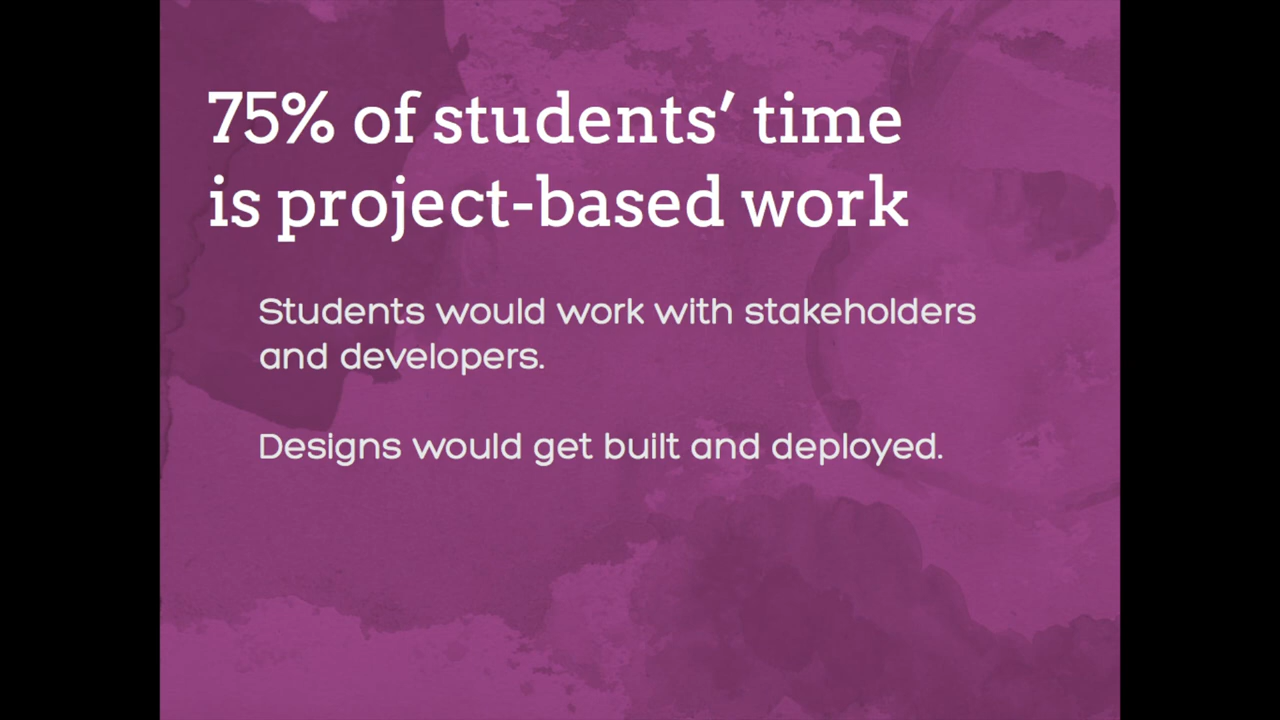 75% of students’ time
is project-based work
Students would work with stakeholders
and developers.
Designs would get built and deployed.